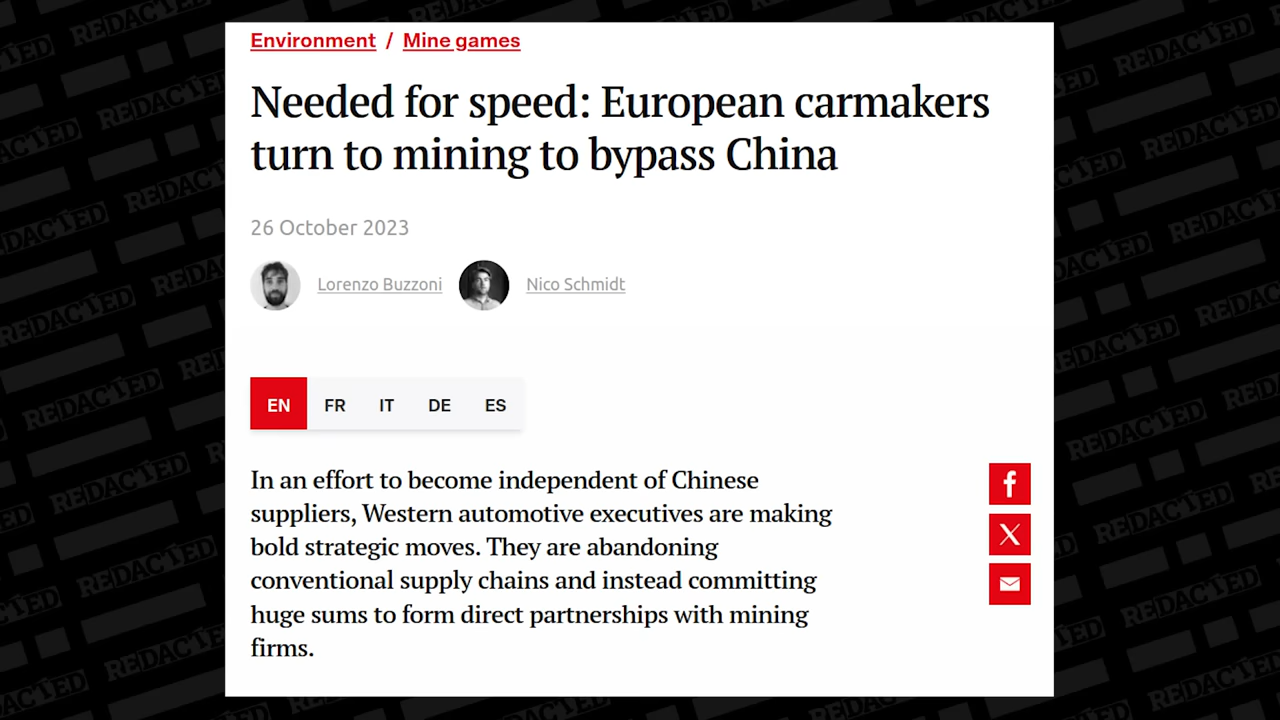 Environment / Mine games
Needed for speed: European carmakers
turn to mining to bypass China
26 October 2023
Lorenzo Buzzoni Nico Schmidt
EN FR IT DE ES
In an effort to become independent of Chinese
suppliers, Western automotive executives are making
bold strategic moves. They are abandoning
conventional supply chains and instead committing
huge sums to form direct partnerships with mining
firms.
REDACTED